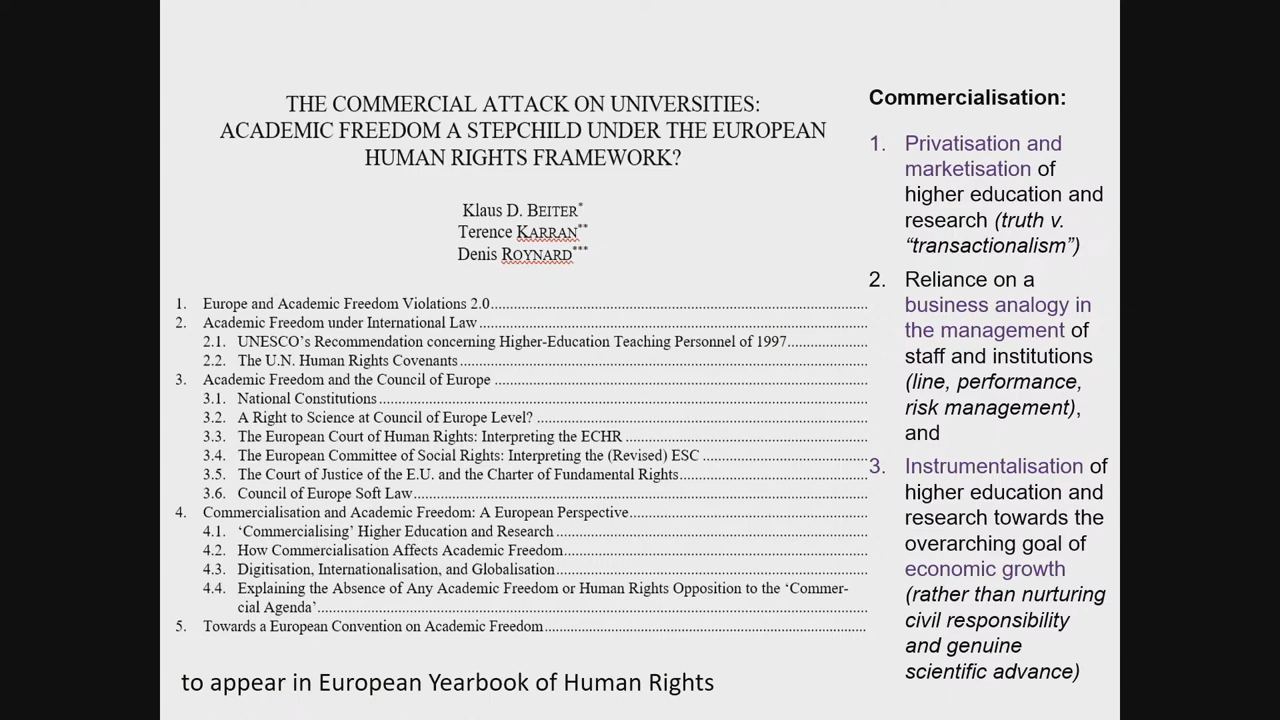 THE COMMERCIAL ATTACK ON UNIVERSITIES:
ACADEMIC FREEDOM A STEPCHILD UNDER THE EUROPEAN
HUMAN RIGHTS FRAMEWORK?
Klaus D. BEITER*
Terence KARRAN**
Denis ROYNARD***
1. Europe and Academic Freedom Violations 2.0
2. Academic Freedom under International Law
2.1. UNESCO's Recommendation concerning Higher-Education Teaching Personnel of 1997
2.2. The U.N. Human Rights Covenants
3. Academic Freedom and the Council of Europe
3.1. National Constitutions
3.2. A Right to Science at Council of Europe Level?
3.3. The European Court of Human Rights: Interpreting the ECHR
3.4. The European Committee of Social Rights: Interpreting the (Revised) ESC
3.5. The Court of Justice of the E.U. and the Charter of Fundamental Rights
3.6. Council of Europe Soft Law
4. Commercialisation and Academic Freedom: A European Perspective
4.1. ‘Commercialising’ Higher Education and Research
4.2. How Commercialisation Affects Academic Freedom
4.3. Digitisation, Internationalisation, and Globalisation
4.4. Explaining the Absence of Any Academic Freedom or Human Rights Opposition to the ‘Commer-
cial Agenda’
5. Towards a European Convention on Academic Freedom
to appear in European Yearbook of Human Rights
Commercialisation:
1. Privatisation and
marketisation of
higher education and
research (truth v.
“transactionalism”)
2. Reliance on a
business analogy in
the management of
staff and institutions
(line, performance,
risk management),
and
3. Instrumentalisation of
higher education and
research towards the
overarching goal of
economic growth
(rather than nurturing
civil responsibility
and genuine
scientific advance)